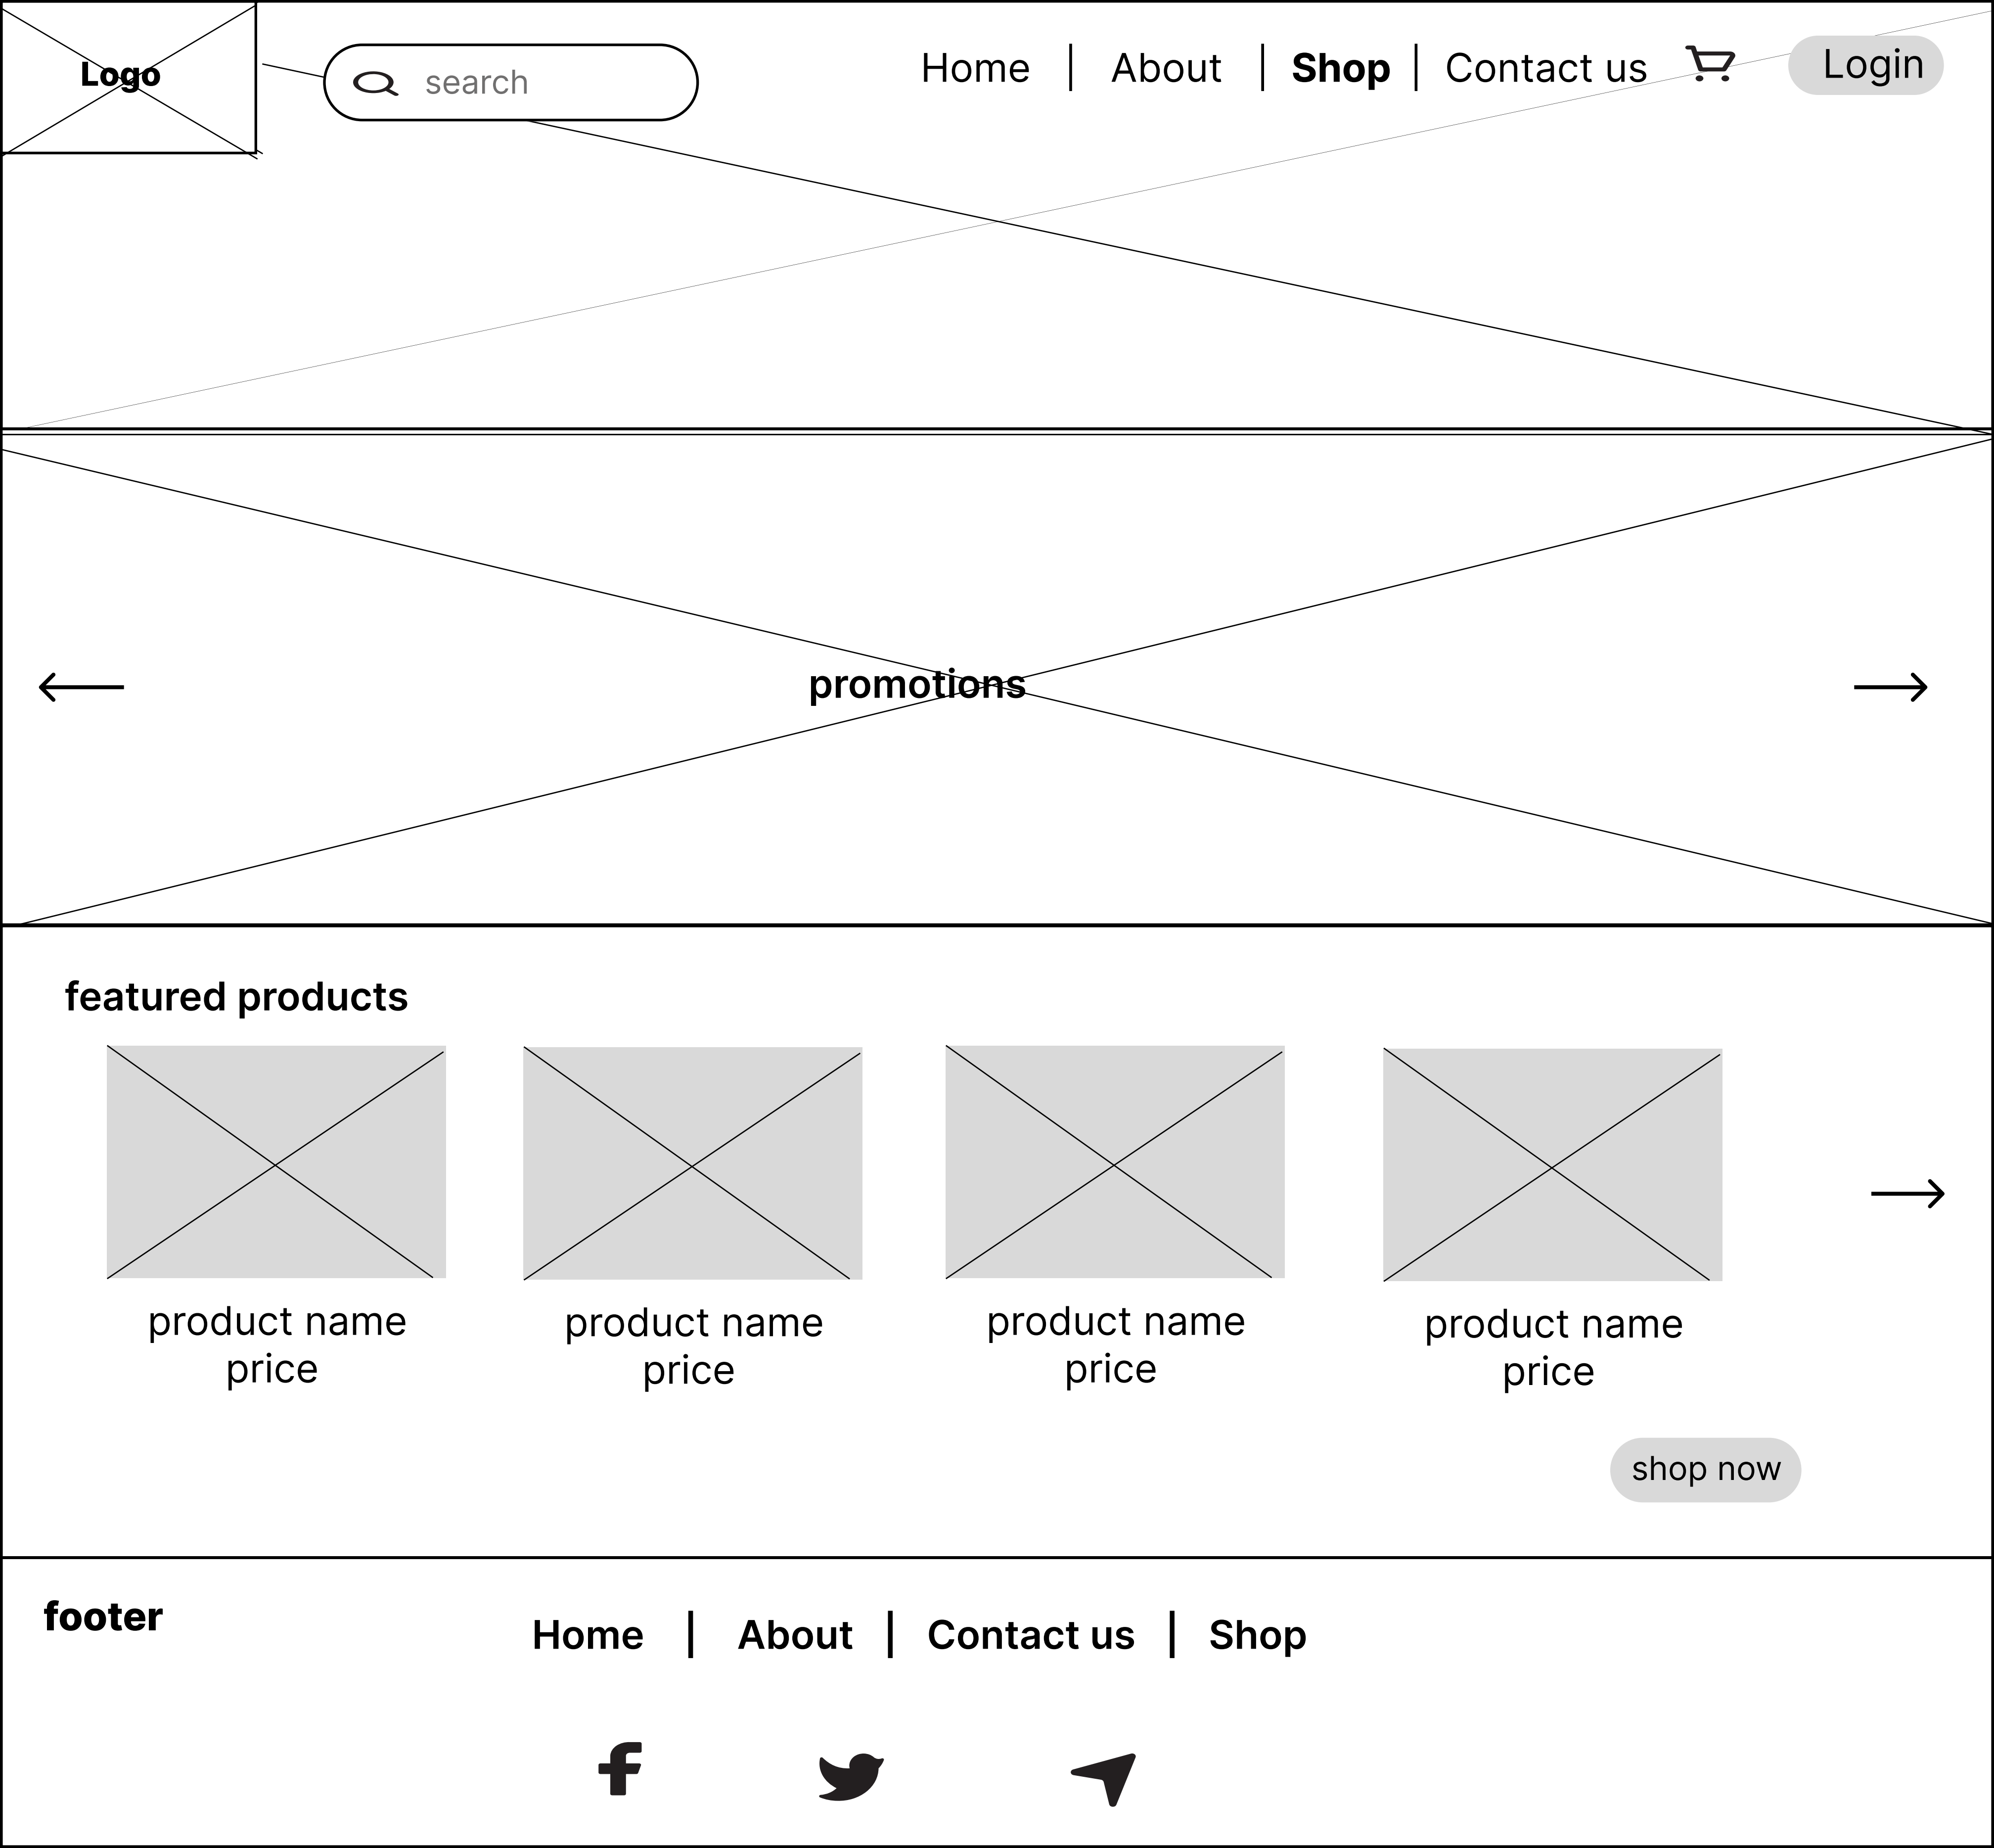 Logo
search
Home | About | Shop | Contact us
Login
promotions
featured products
product name
price
product name
price
product name
price
product name
price
shop now
footer
Home | About | Contact us | Shop